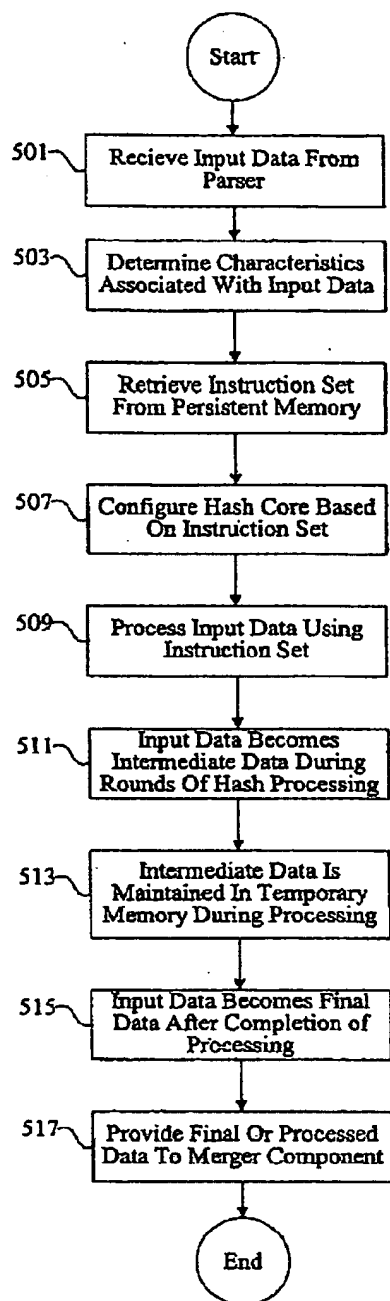 Start
501
Recieve Input Data From
Parser
503
Determine Characteristics
Associated With Input Data
505
Retrieve Instruction Set
From Persistent Memory
507
Configure Hash Core Based
On Instruction Set
509
Process Input Data Using
Instruction Set
511
Input Data Becomes
Intermediate Data During
Rounds Of Hash Processing
513
Intermediate Data Is
Maintained In Temporary
Memory During Processing
515
Input Data Becomes Final
Data After Completion of
Processing
517
Provide Final Or Processed
Data To Merger Component
End